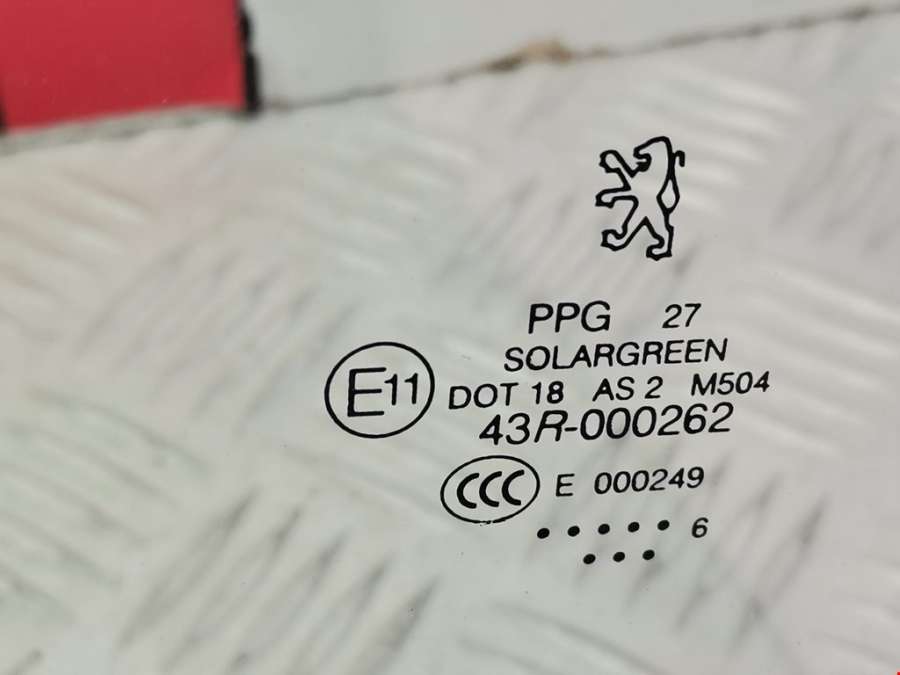 PPG 27
SOLARGREEN
E11
DOT 18 AS 2 M504
43R-000262
CCC E 000249
6